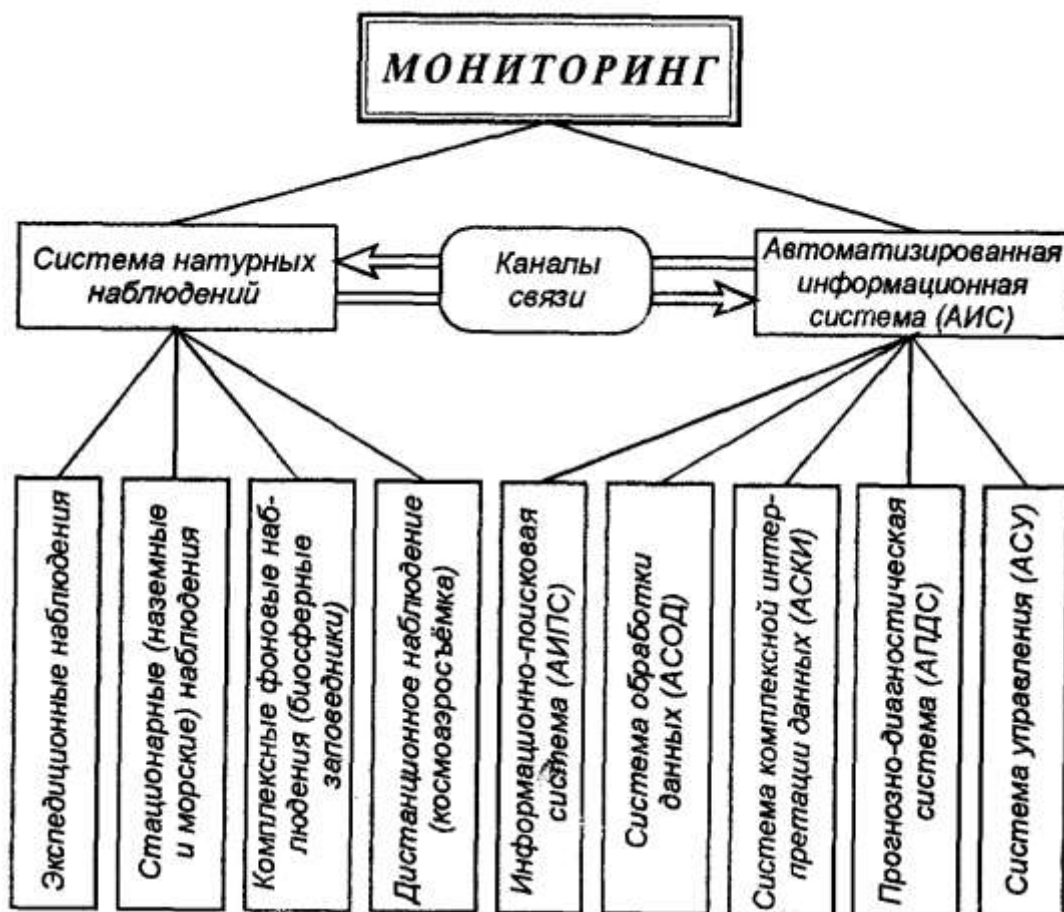 МОНИТОРИНГ
Система натурных
наблюдений
Каналы
связи
Автоматизированная
информационная
система (АИС)
Экспедиционные наблюдения
Стационарные (наземные
и морские) наблюдения
Комплексные фоновые наб-
людения (биосферные
заповедники)
Дистанционное наблюдение
(космоаэросъёмка)
Информационно-поисковая
система (АИПС)
Система обработки
данных (АСОД)
Система комплексной интер-
претации данных (АСКИ)
Прогнозно-диагностическая
система (АПДС)
Система управления (АСУ)